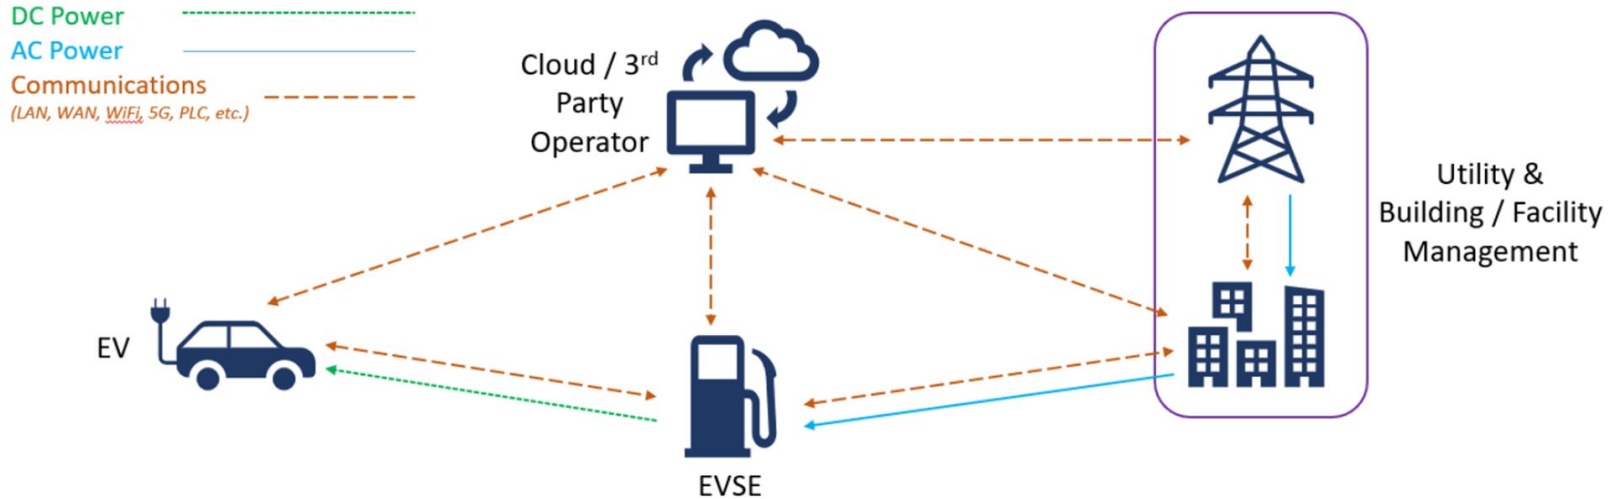 DC Power
AC Power
Communications
(LAN, WAN, WiFi, 5G, PLC, etc.)
Cloud / 3rd
Party
Operator
Utility &
Building / Facility
Management
EV
EVSE